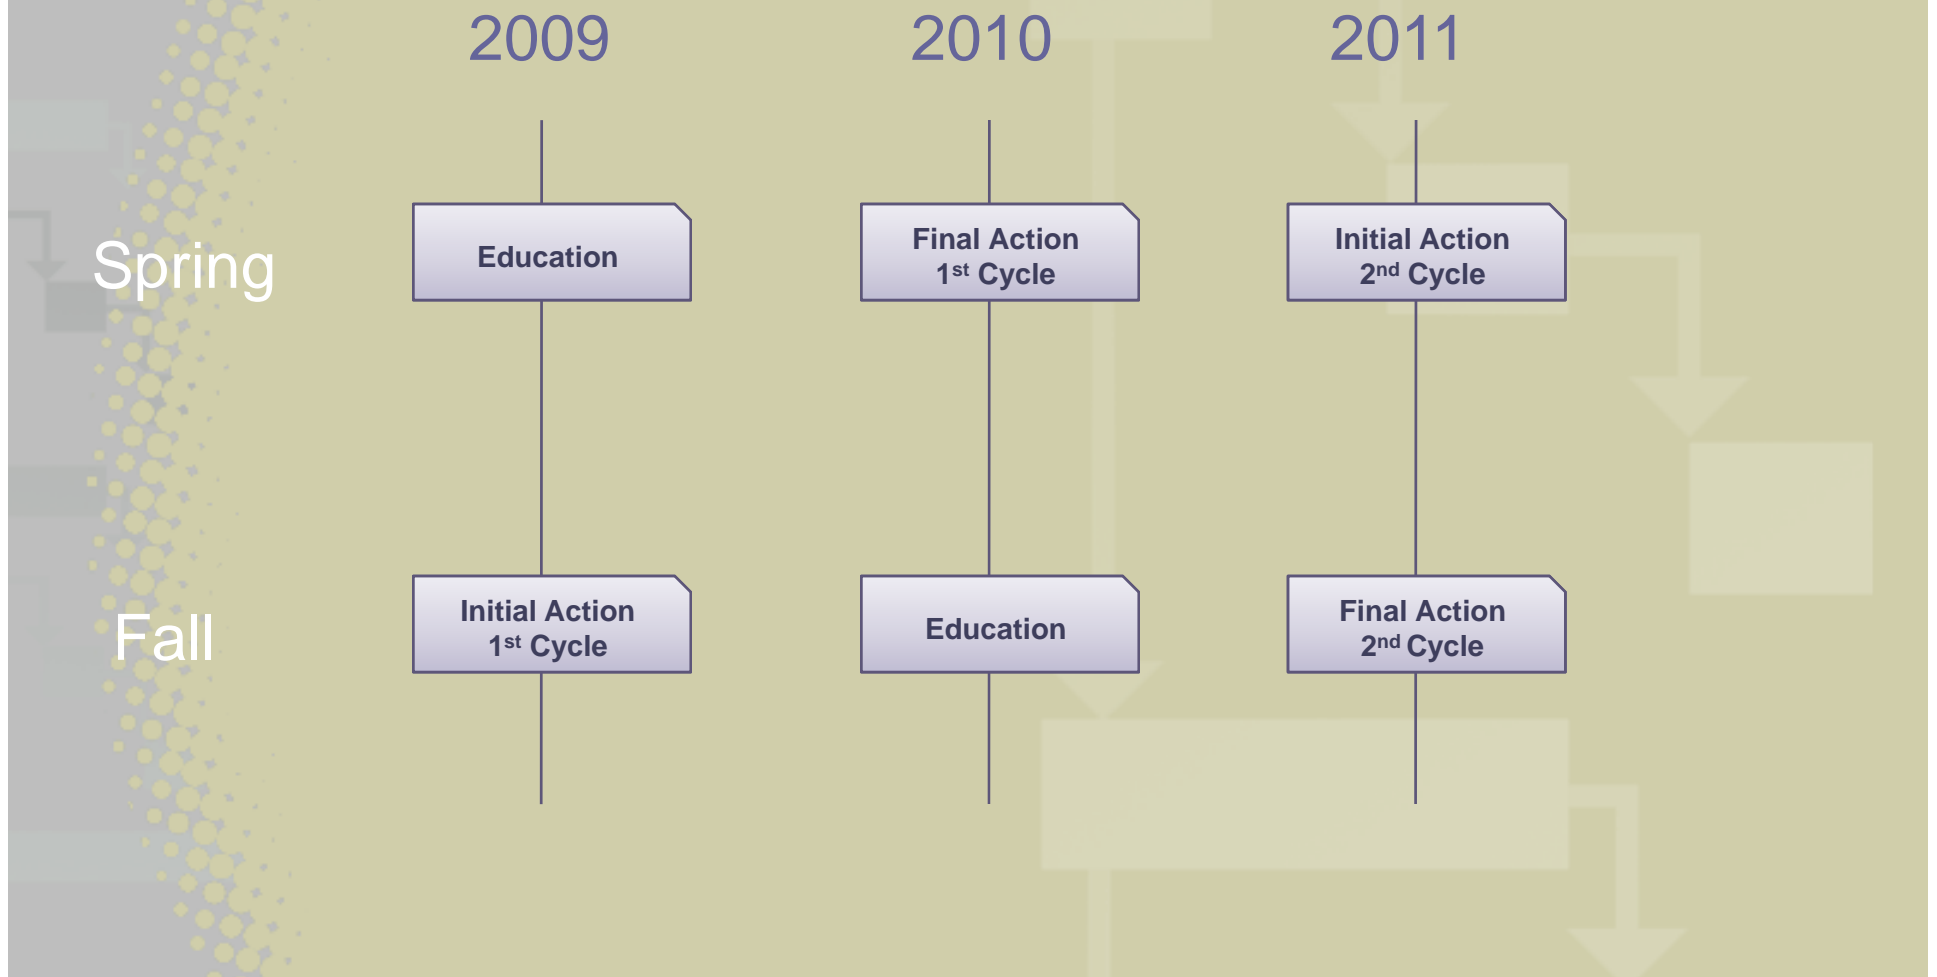 2009 2010 2011
Spring
Education
Final Action
1st Cycle
Initial Action
2nd Cycle
Fall
Initial Action
1st Cycle
Education
Final Action
2nd Cycle